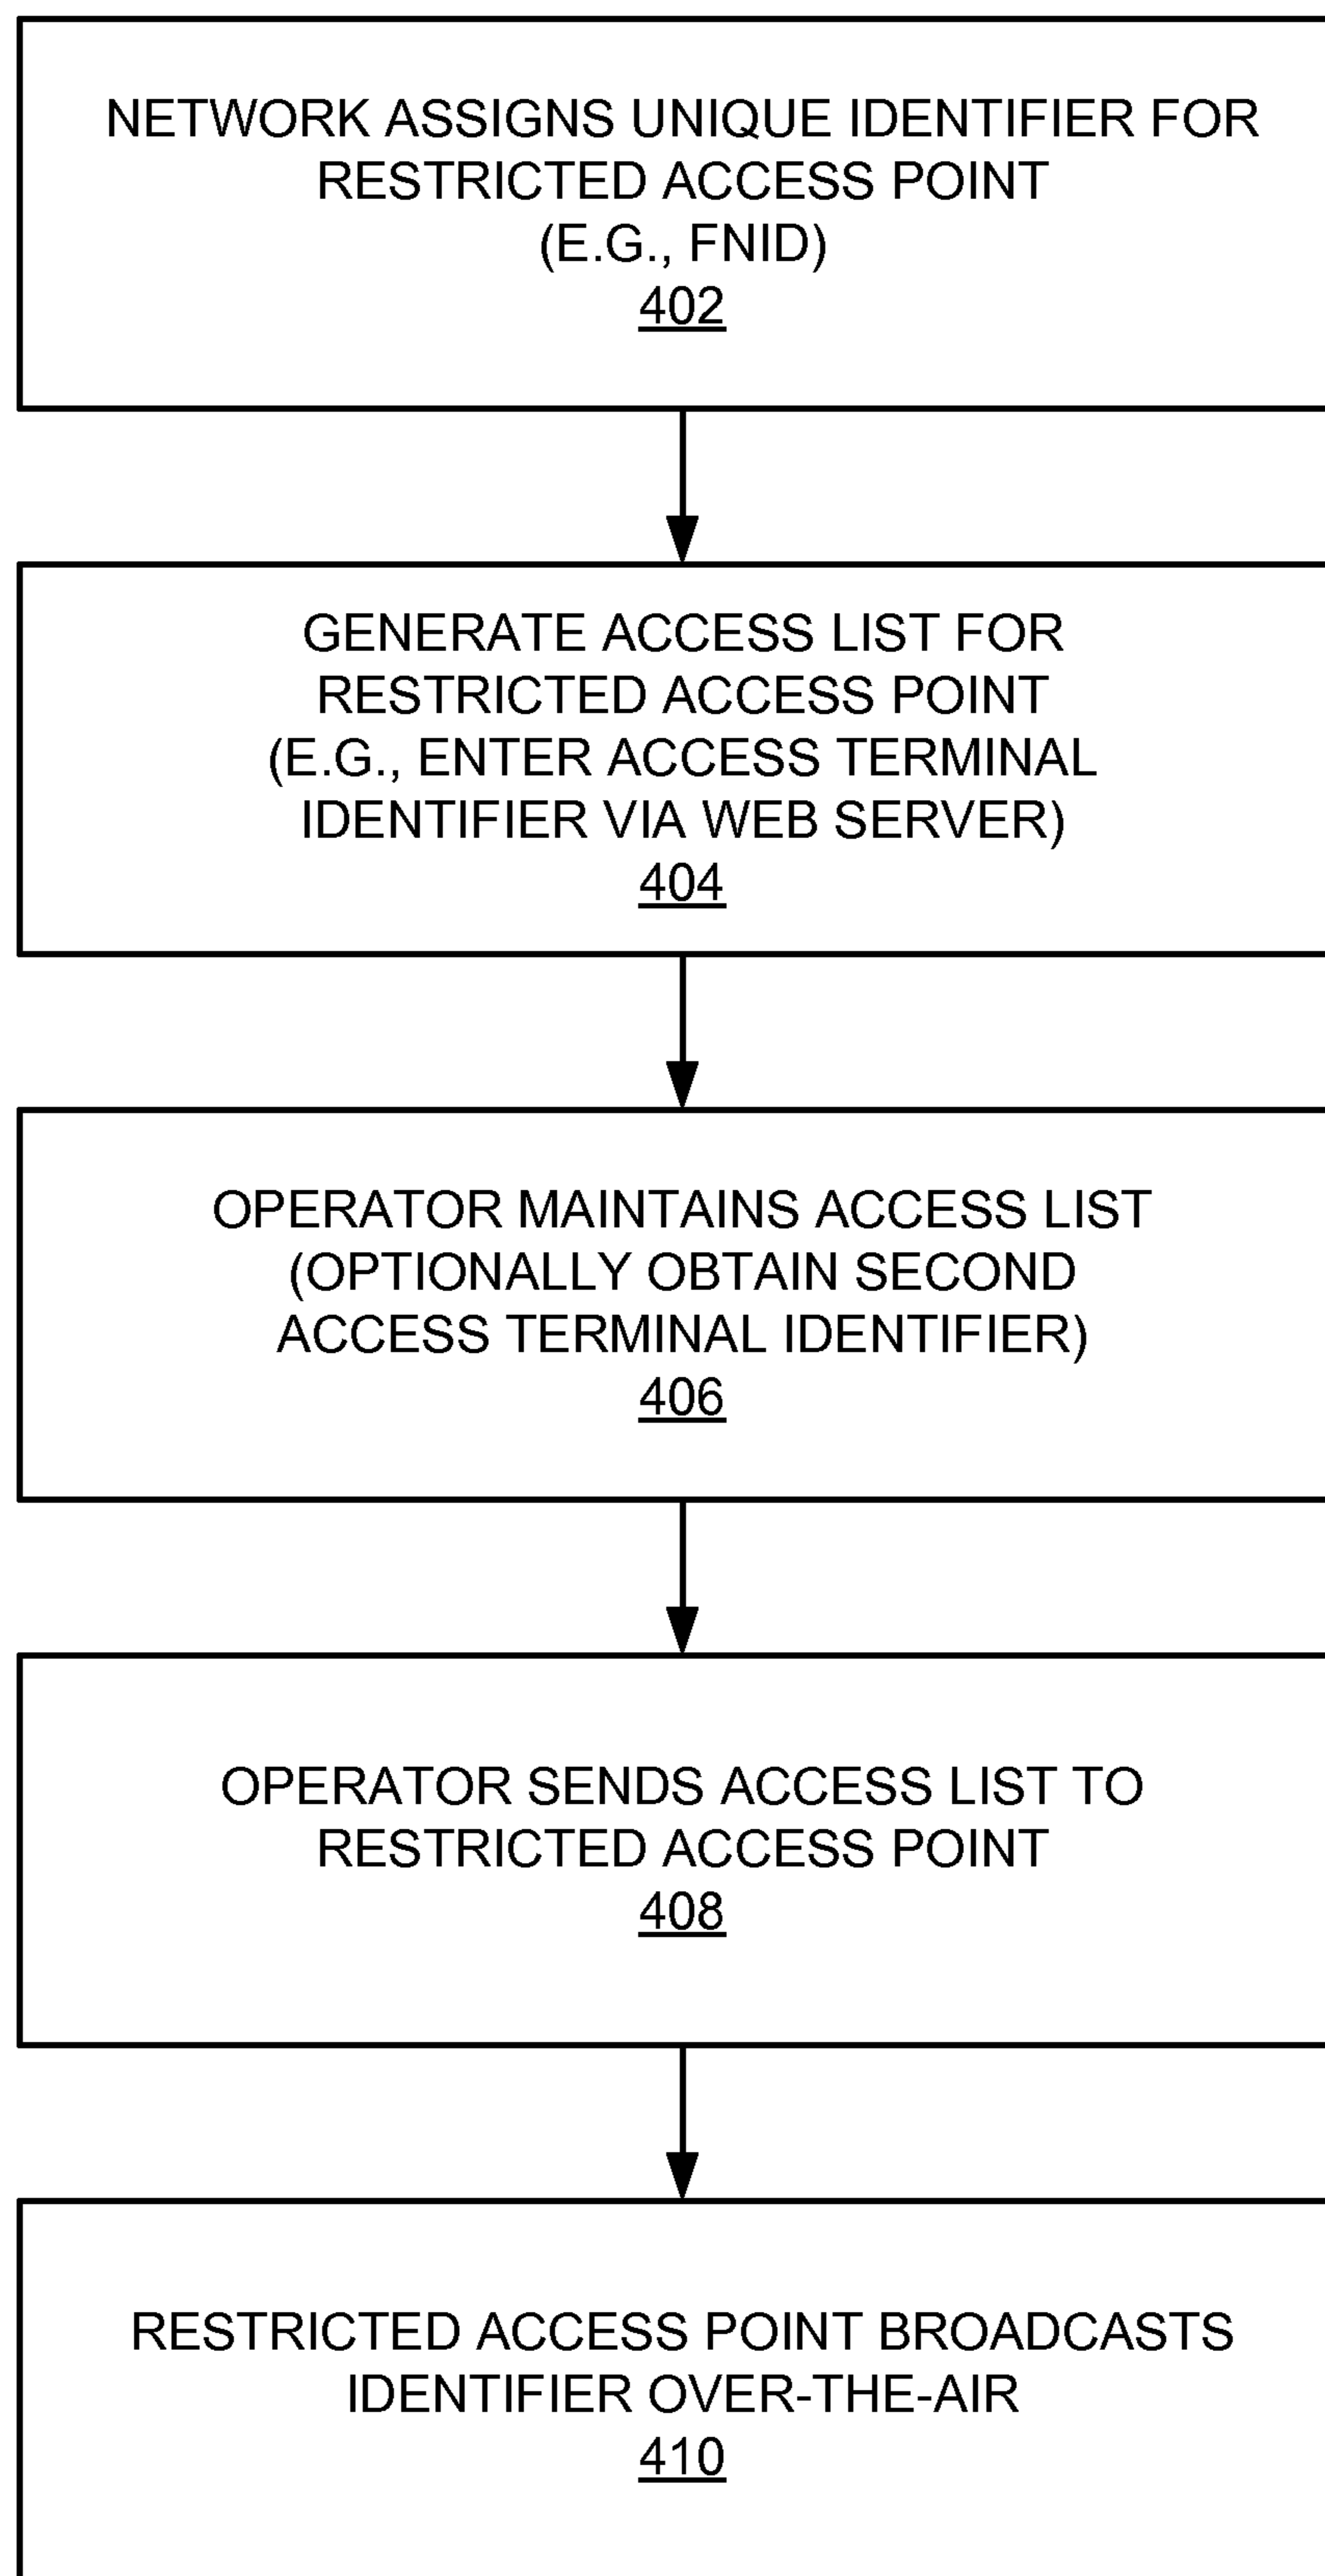 NETWORK ASSIGNS UNIQUE IDENTIFIER FOR
RESTRICTED ACCESS POINT
(E.G., FNID)
402
GENERATE ACCESS LIST FOR
RESTRICTED ACCESS POINT
(E.G., ENTER ACCESS TERMINAL
IDENTIFIER VIA WEB SERVER)
404
OPERATOR MAINTAINS ACCESS LIST
(OPTIONALLY OBTAIN SECOND
ACCESS TERMINAL IDENTIFIER)
406
OPERATOR SENDS ACCESS LIST TO
RESTRICTED ACCESS POINT
408
RESTRICTED ACCESS POINT BROADCASTS
IDENTIFIER OVER-THE-AIR
410